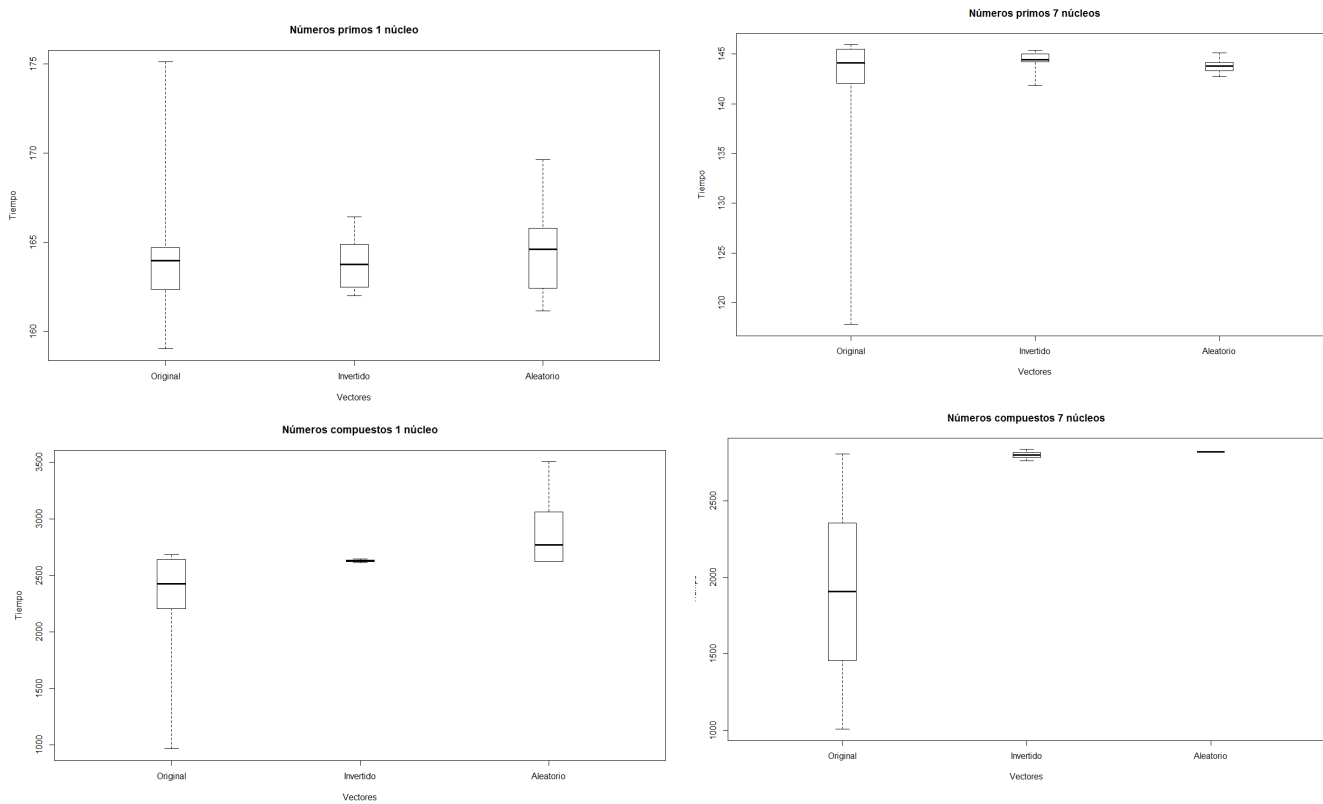 Números primos 1 núcleo
175
170
165
160
Tiempo
Original
Invertido
Aleatorio
Vectores
Números primos 7 núcleos
145
140
135
130
125
120
Tiempo
Original
Invertido
Aleatorio
Vectores
Números compuestos 1 núcleo
3500
3000
2500
2000
1500
1000
Tiempo
Original
Invertido
Aleatorio
Vectores
Números compuestos 7 núcleos
2500
2000
1500
1000
Original
Invertido
Aleatorio
Vectores